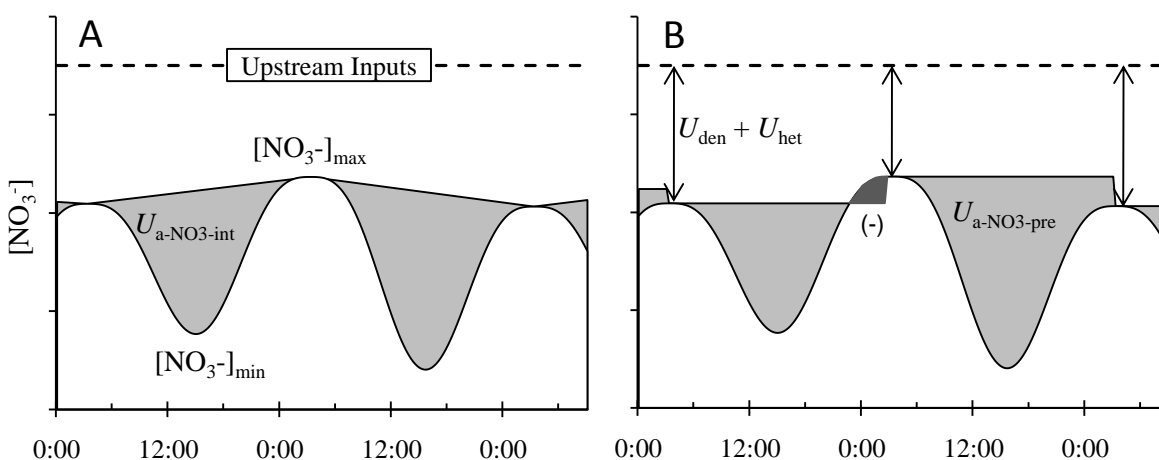 A
Upstream Inputs
[NO3-]max
Ua-NO3-int
[NO3-]min
[NO3-]
0:00 12:00 0:00 12:00 0:00
B
Uden + Uhet
(-)
Ua-NO3-pre
0:00 12:00 0:00 12:00 0:00